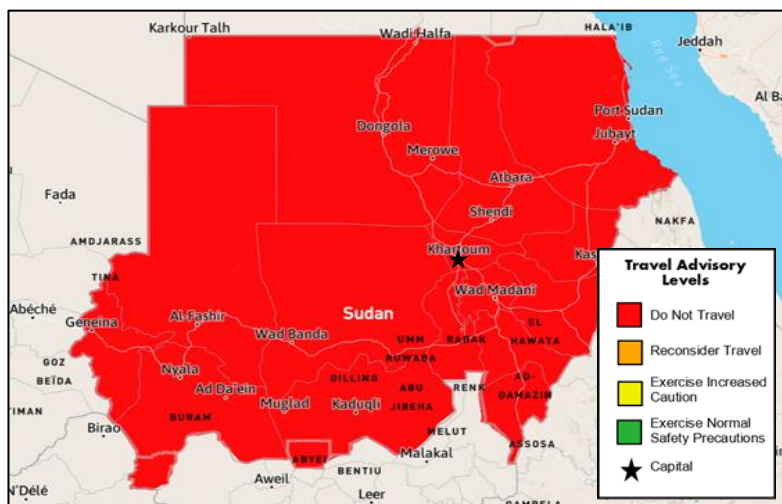 Karkour Talh
Wadi Halfa
HALA'IB
Jeddah
Red Sea
Al Ba
Port Sudan
Dongola
Jubayt
Merowe
Atbara
Fada
Shendi
NAKFA
AMDJARASS
Khartoum
Kas
TINA
Wad Madani
Abéché
Geneina
Al-Fashir
Sudan
EL
HAWATA
Wad Banda
UMM
RUWABA
RABAK
GOZ
BEÏDA
Nyala
Ad Da'ein
DILLING
ABU
JIBEHA
RENK
AD-
DAMAZIN
TIMAN
BURAM
Muglad
Kaduqli
Birao
MELUT
ASSOSA
ABYEI
BENTIU
Malakal
Aweil
Leer
N'Délé
GAMBELA
Travel Advisory
Levels
Do Not Travel
Reconsider Travel
Exercise Increased
Caution
Exercise Normal
Safety Precautions
Capital